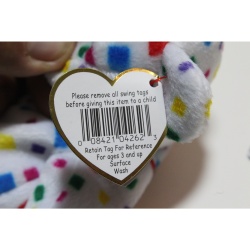 Please remove all swing tags
before giving this item to a child
0 08421 04262 3
Retain Tag For Reference
For ages 3 and up
Surface
Wash